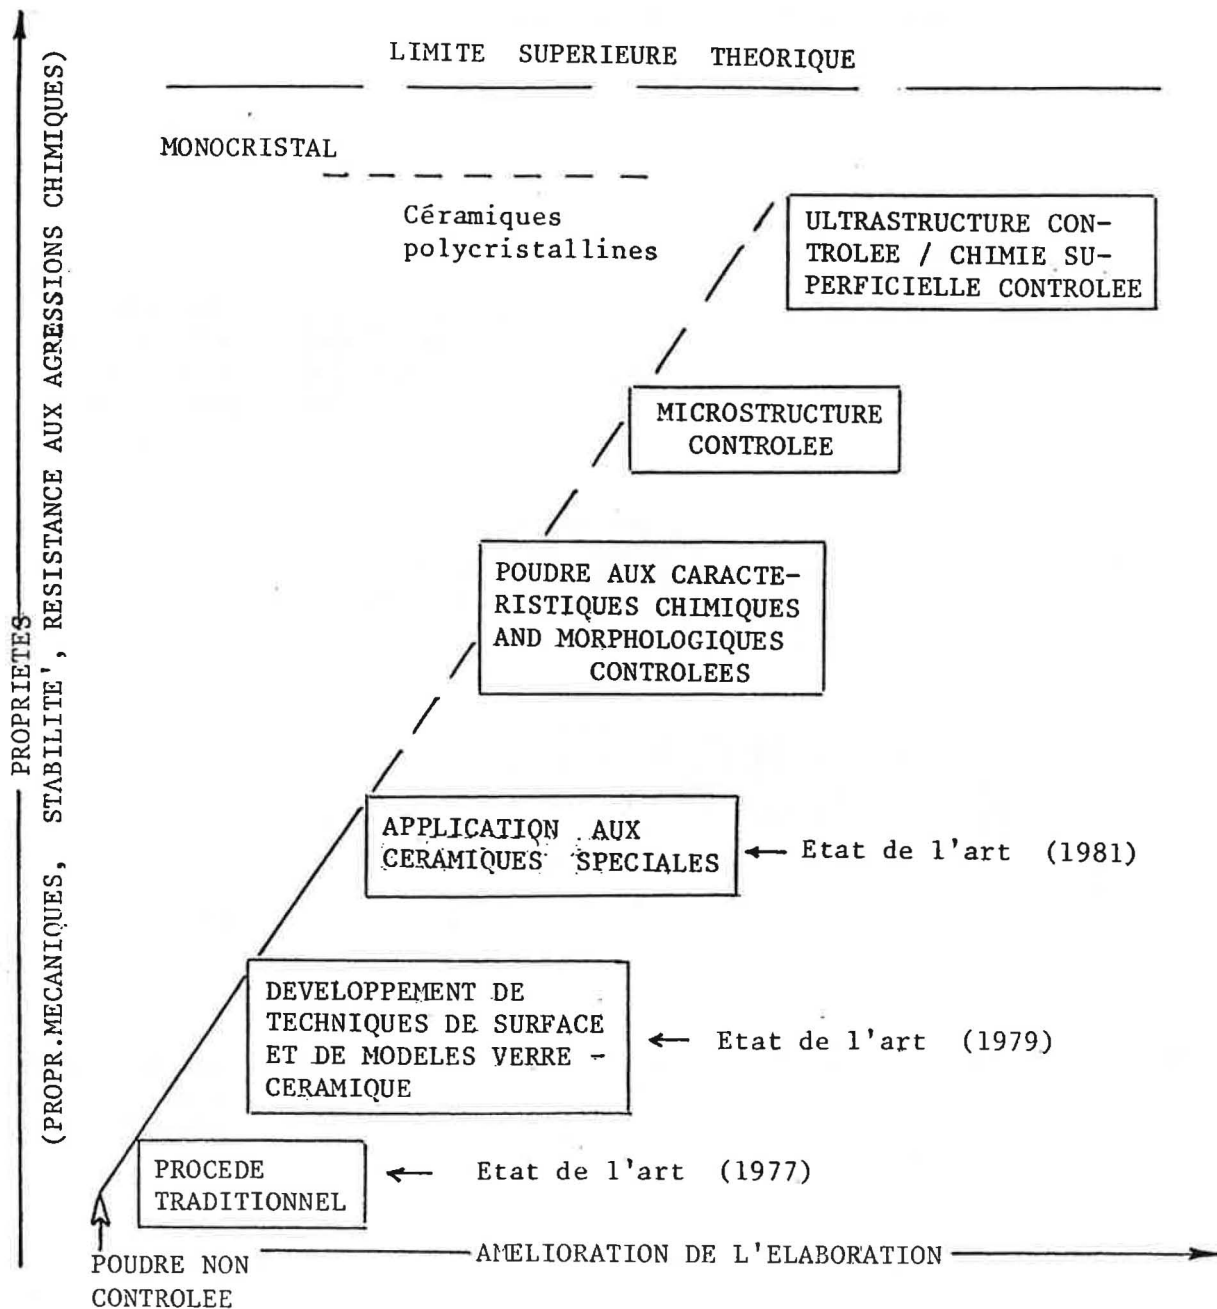 LIMITE SUPERIEURE THEORIQUE
MONOCRISTAL
Céramiques
polycristallines
ULTRASTRUCTURE CON-
TROLEE / CHIMIE SU-
PERFICIELLE CONTROLEE
MICROSTRUCTURE
CONTROLEE
POUDRE AUX CARACTE-
RISTIQUES CHIMIQUES
AND MORPHOLOGIQUES
CONTROLEES
APPLICATION AUX
CERAMIQUES SPECIALES
Etat de l'art (1981)
DEVELOPPEMENT DE
TECHNIQUES DE SURFACE
ET DE MODELES VERRE -
CERAMIQUE
Etat de l'art (1979)
PROCEDE
TRADITIONNEL
Etat de l'art (1977)
POUDRE NON
CONTROLEE
AMELIORATION DE L'ELABORATION
PROPRIETES
(PROPR.MECANIQUES, STABILITE', RESISTANCE AUX AGRESSIONS CHIMIQUES)